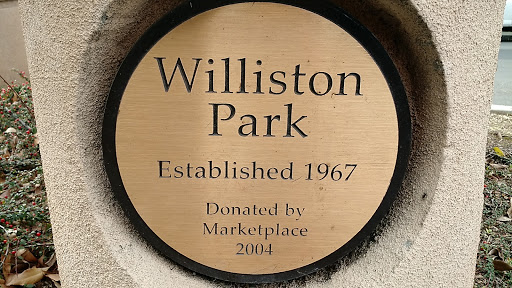 Williston
Park
Established 1967
Donated by
Marketplace
2004